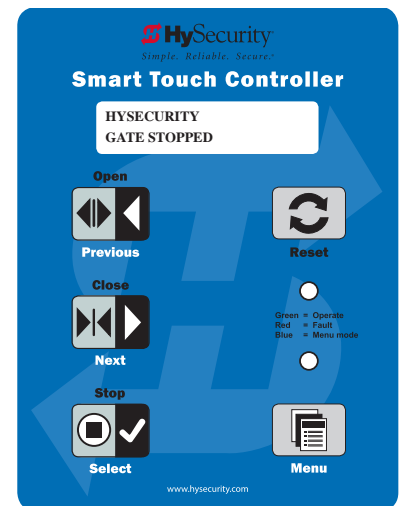 HySecurity
Simple. Reliable. Secure.
Smart Touch Controller
HYSECURITY
GATE STOPPED
Open
Previous
Reset
Close
Next
Green = Operate
Red = Fault
Blue = Menu mode
Stop
Select
Menu
www.hysecurity.com